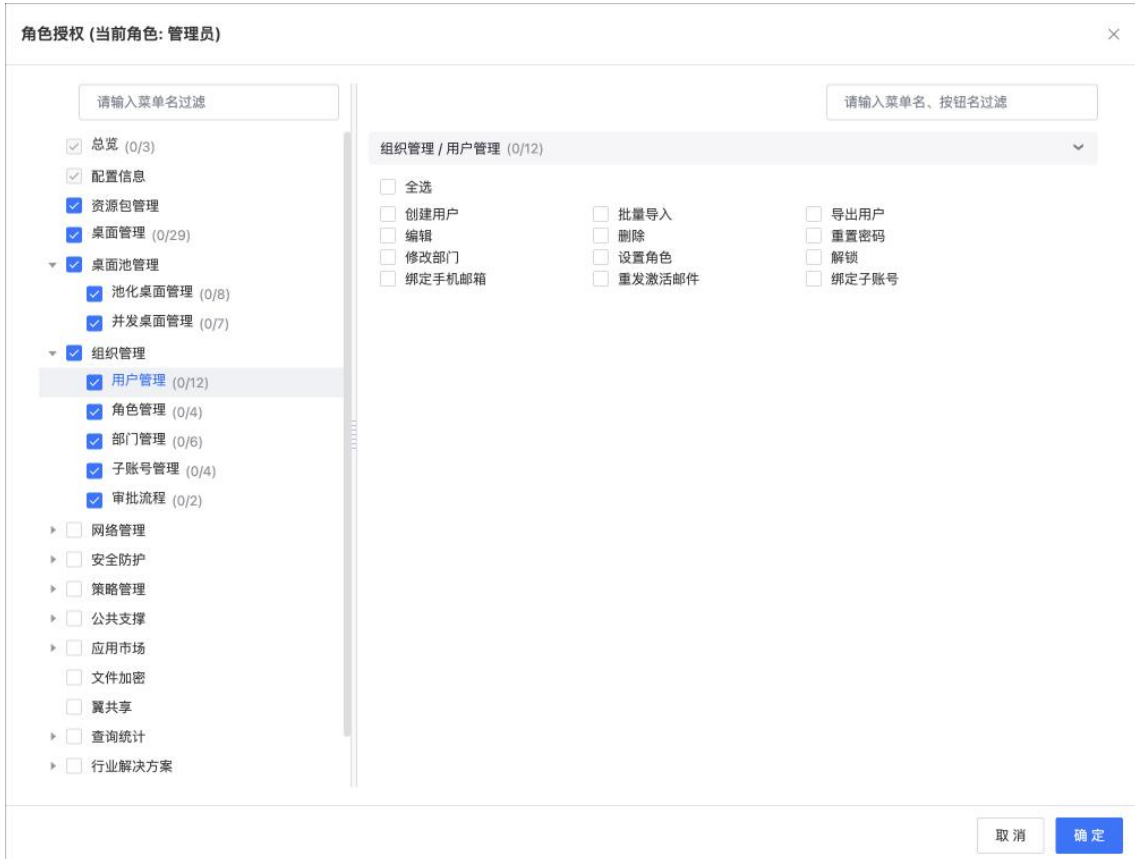 角色授权 (当前角色: 管理员)
请输入菜单名过滤
总览 (0/3)
配置信息
资源包管理
桌面管理 (0/29)
桌面池管理
池化桌面管理 (0/8)
并发桌面管理 (0/7)
组织管理
用户管理 (0/12)
角色管理 (0/4)
部门管理 (0/6)
子账号管理 (0/4)
审批流程 (0/2)
网络管理
安全防护
策略管理
公共支撑
应用市场
文件加密
翼共享
查询统计
行业解决方案
请输入菜单名、按钮名过滤
组织管理 / 用户管理 (0/12)
全选
创建用户 批量导入 导出用户
编辑 删除 重置密码
修改部门 设置角色 解锁
绑定手机邮箱 重发激活邮件 绑定子账号
取消 确定